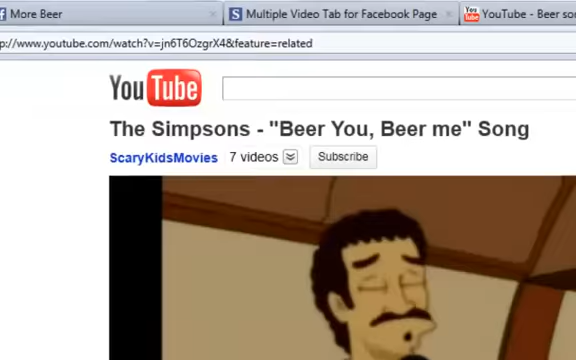 More Beer
Multiple Video Tab for Facebook Page
YouTube - Beer
p://www.youtube.com/watch?v=jn6T6OzgrX4&feature=related
YouTube
The Simpsons - "Beer You, Beer me" Song
ScaryKidsMovies 7 videos Subscribe